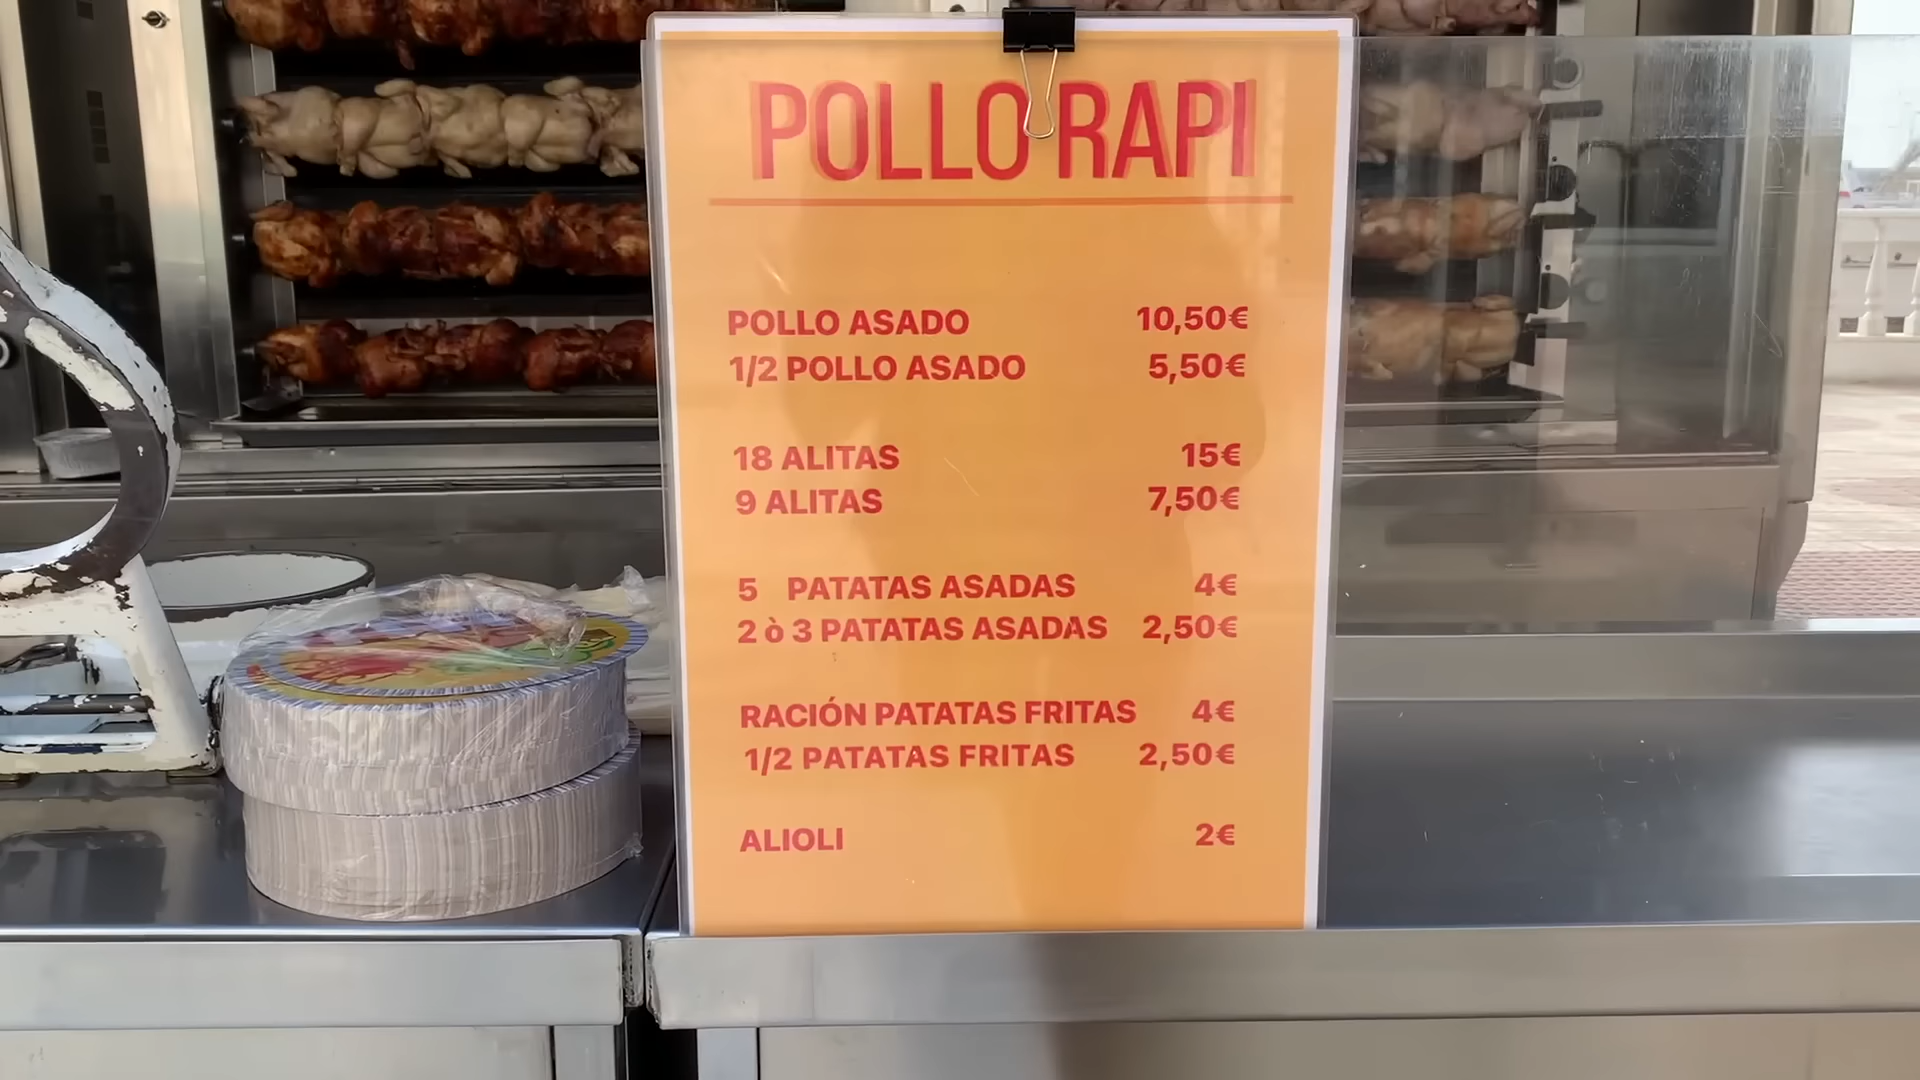 POLLO RAPI
POLLO ASADO 10,50€
1/2 POLLO ASADO 5,50€
18 ALITAS 15€
9 ALITAS 7,50€
5 PATATAS ASADAS 4€
2 ò 3 PATATAS ASADAS 2,50€
RACIÓN PATATAS FRITAS 4€
1/2 PATATAS FRITAS 2,50€
ALIOLI 2€